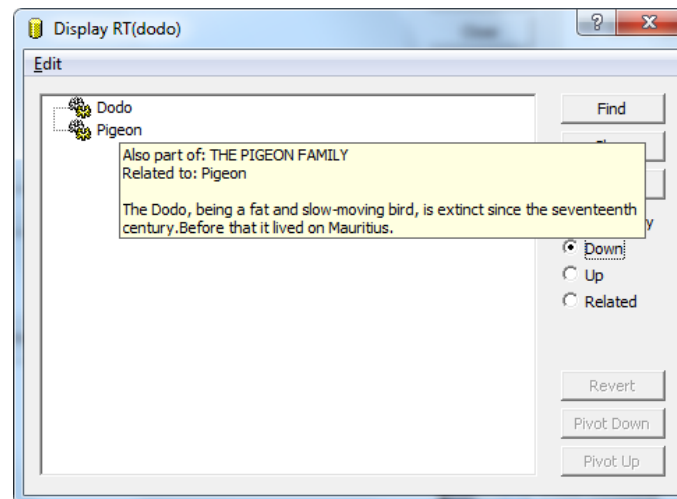 Display RT(dodo)
?
X
Edit
Dodo
Pigeon
Also part of: THE PIGEON FAMILY
Related to: Pigeon
The Dodo, being a fat and slow-moving bird, is extinct since the seventeenth
century.Before that it lived on Mauritius.
Find
Down
Up
Related
Revert
Pivot Down
Pivot Up